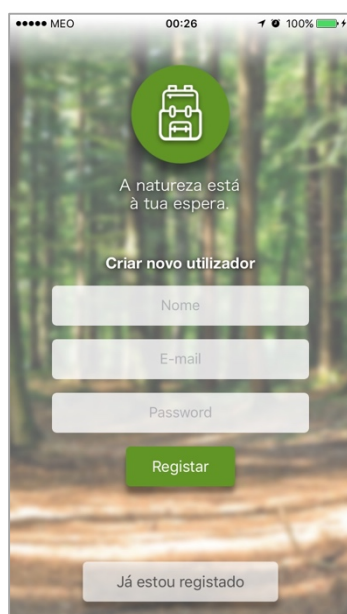 MEO 00:26 100%
A natureza está
à tua espera.
Criar novo utilizador
Nome
E-mail
Password
Registar
Já estou registado